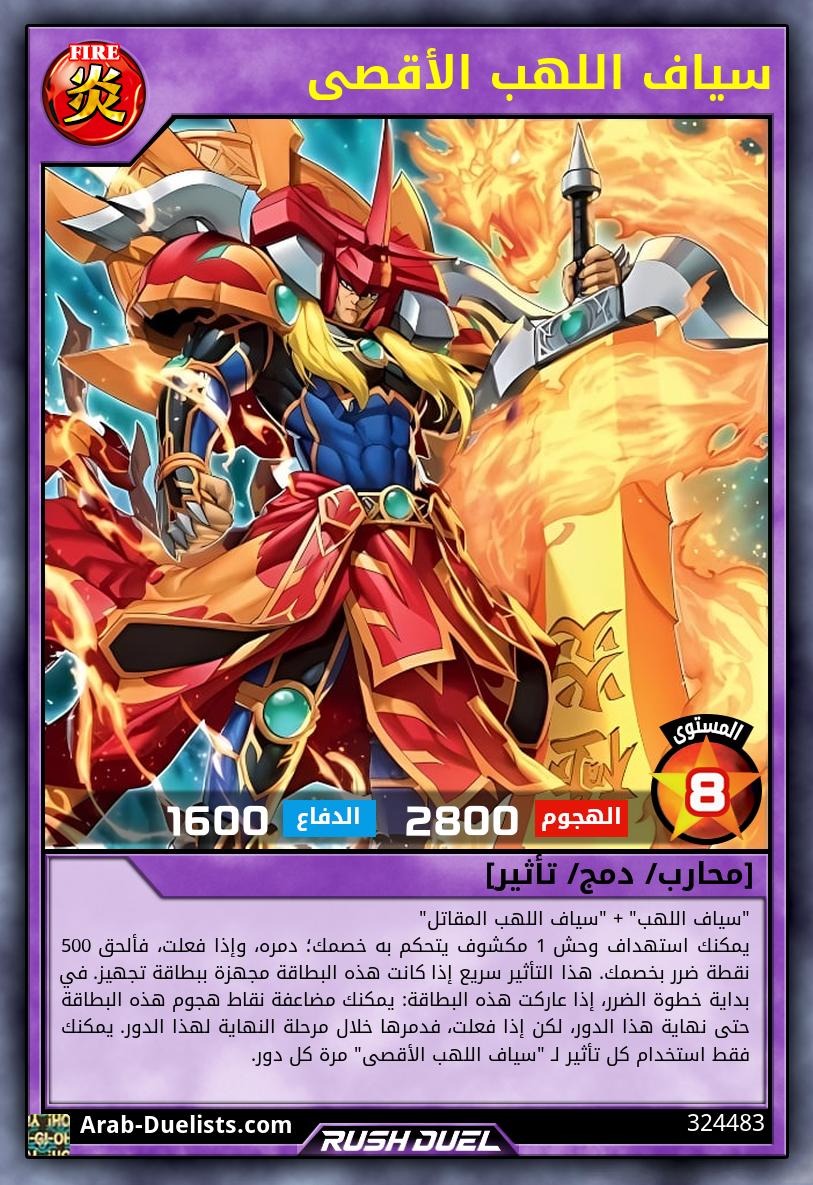 FIRE
炎
سياف اللهب الأقصى
炎
المستوى
8
الهجوم 2800 الدفاع 1600
[محارب/ دمج/ تأثير]
"سياف اللهب" + "سياف اللهب المقاتل"
يمكنك استهداف وحش 1 مكشوف يتحكم به خصمك؛ دمره، وإذا فعلت، فألحق 500
نقطة ضرر بخصمك. هذا التأثير سريع إذا كانت هذه البطاقة مجهزة ببطاقة تجهيز. في
بداية خطوة الضرر، إذا عاركت هذه البطاقة: يمكنك مضاعفة نقاط هجوم هذه البطاقة
حتى نهاية هذا الدور، لكن إذا فعلت، فدمرها خلال مرحلة النهاية لهذا الدور. يمكنك
فقط استخدام كل تأثير لـ "سياف اللهب الأقصى" مرة كل دور.
Arab-Duelists.com
RUSH DUEL
324483